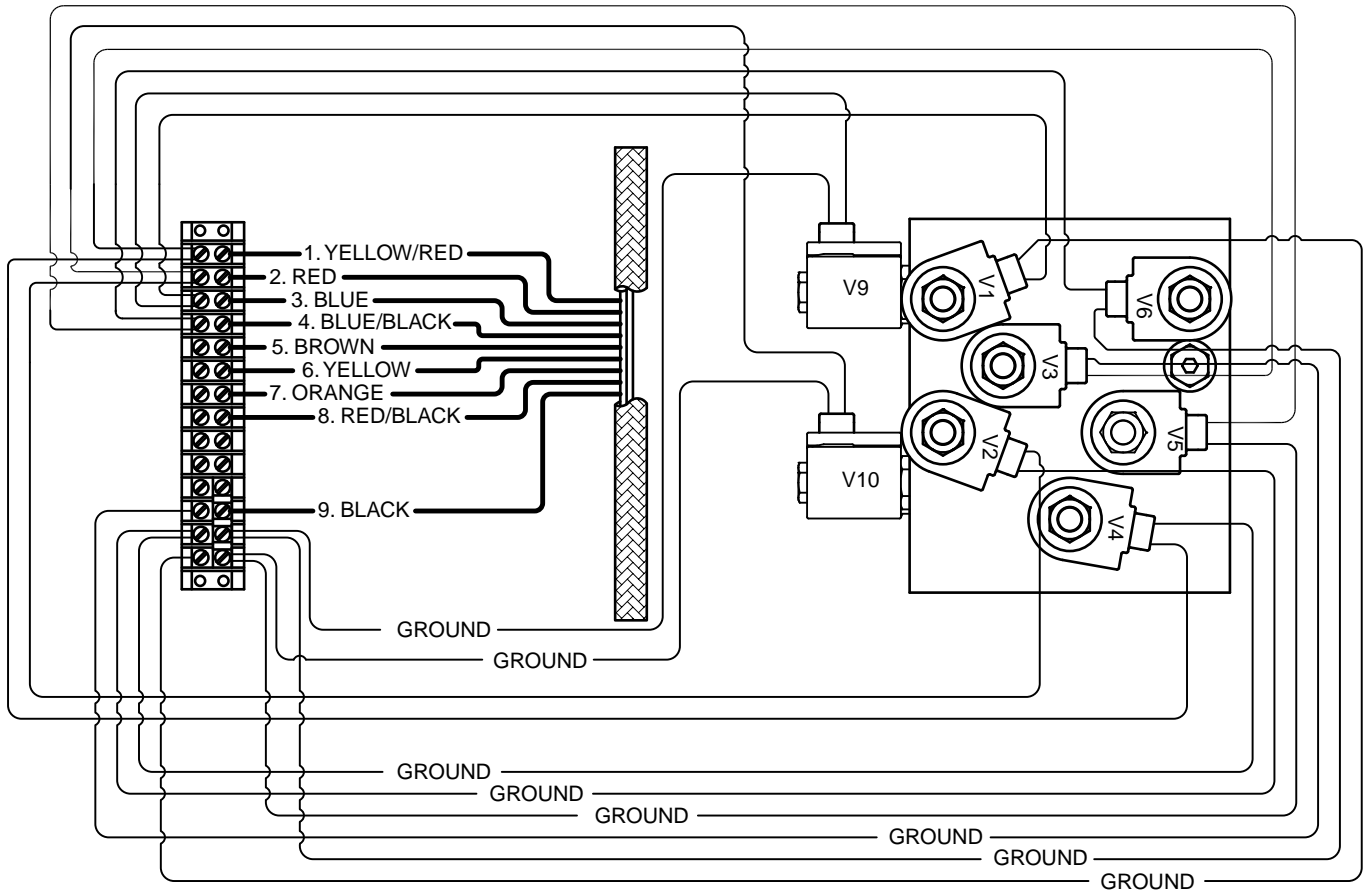 1. YELLOW/RED
2. RED
3. BLUE
4. BLUE/BLACK
5. BROWN
6. YELLOW
7. ORANGE
8. RED/BLACK
9. BLACK
V9
V1
V6
V3
V5
V2
V10
V4
GROUND
GROUND
GROUND
GROUND
GROUND
GROUND
GROUND
GROUND